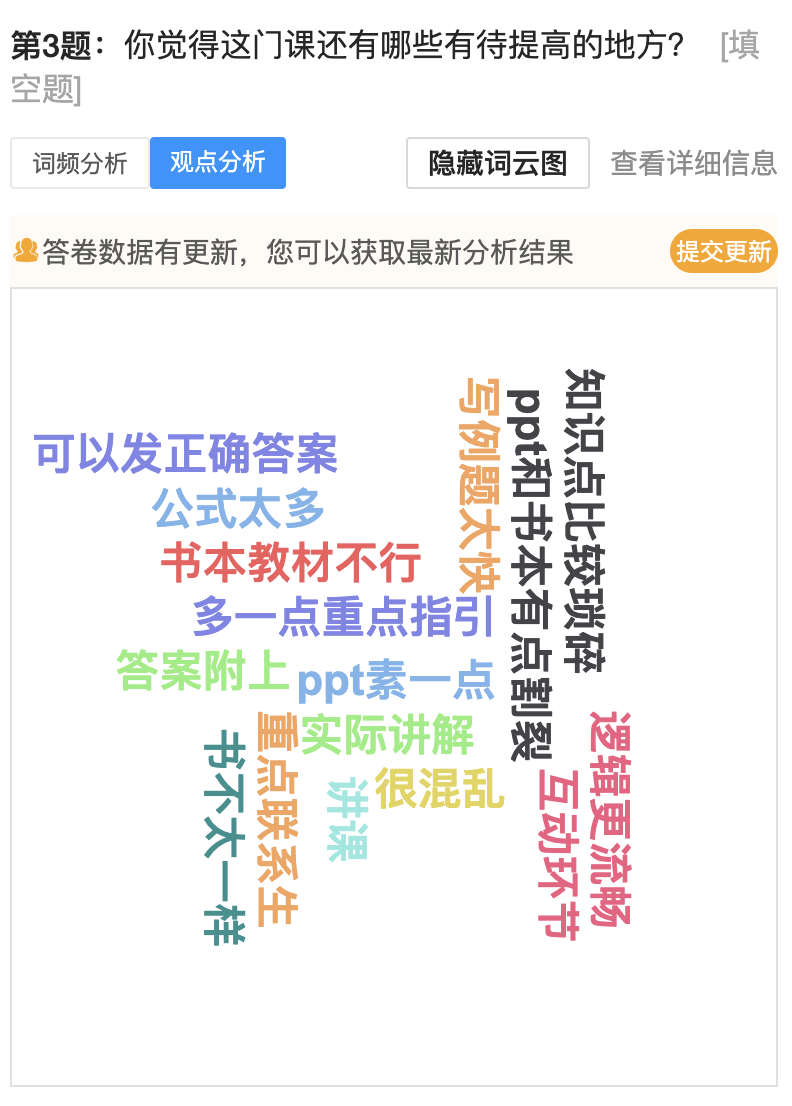 第3题：你觉得这门课还有哪些有待提高的地方？ [填
空题]
词频分析
观点分析
隐藏词云图
查看详细信息
答卷数据有更新，您可以获取最新分析结果
提交更新
知识点比较琐碎
ppt和书本有点割裂
写例题太快
可以发正确答案
公式太多
书本教材不行
多一点重点指引
答案附上
ppt素一点
实际讲解
很混乱
讲课
重点联系生
书不太一样
互动环节
逻辑更流畅